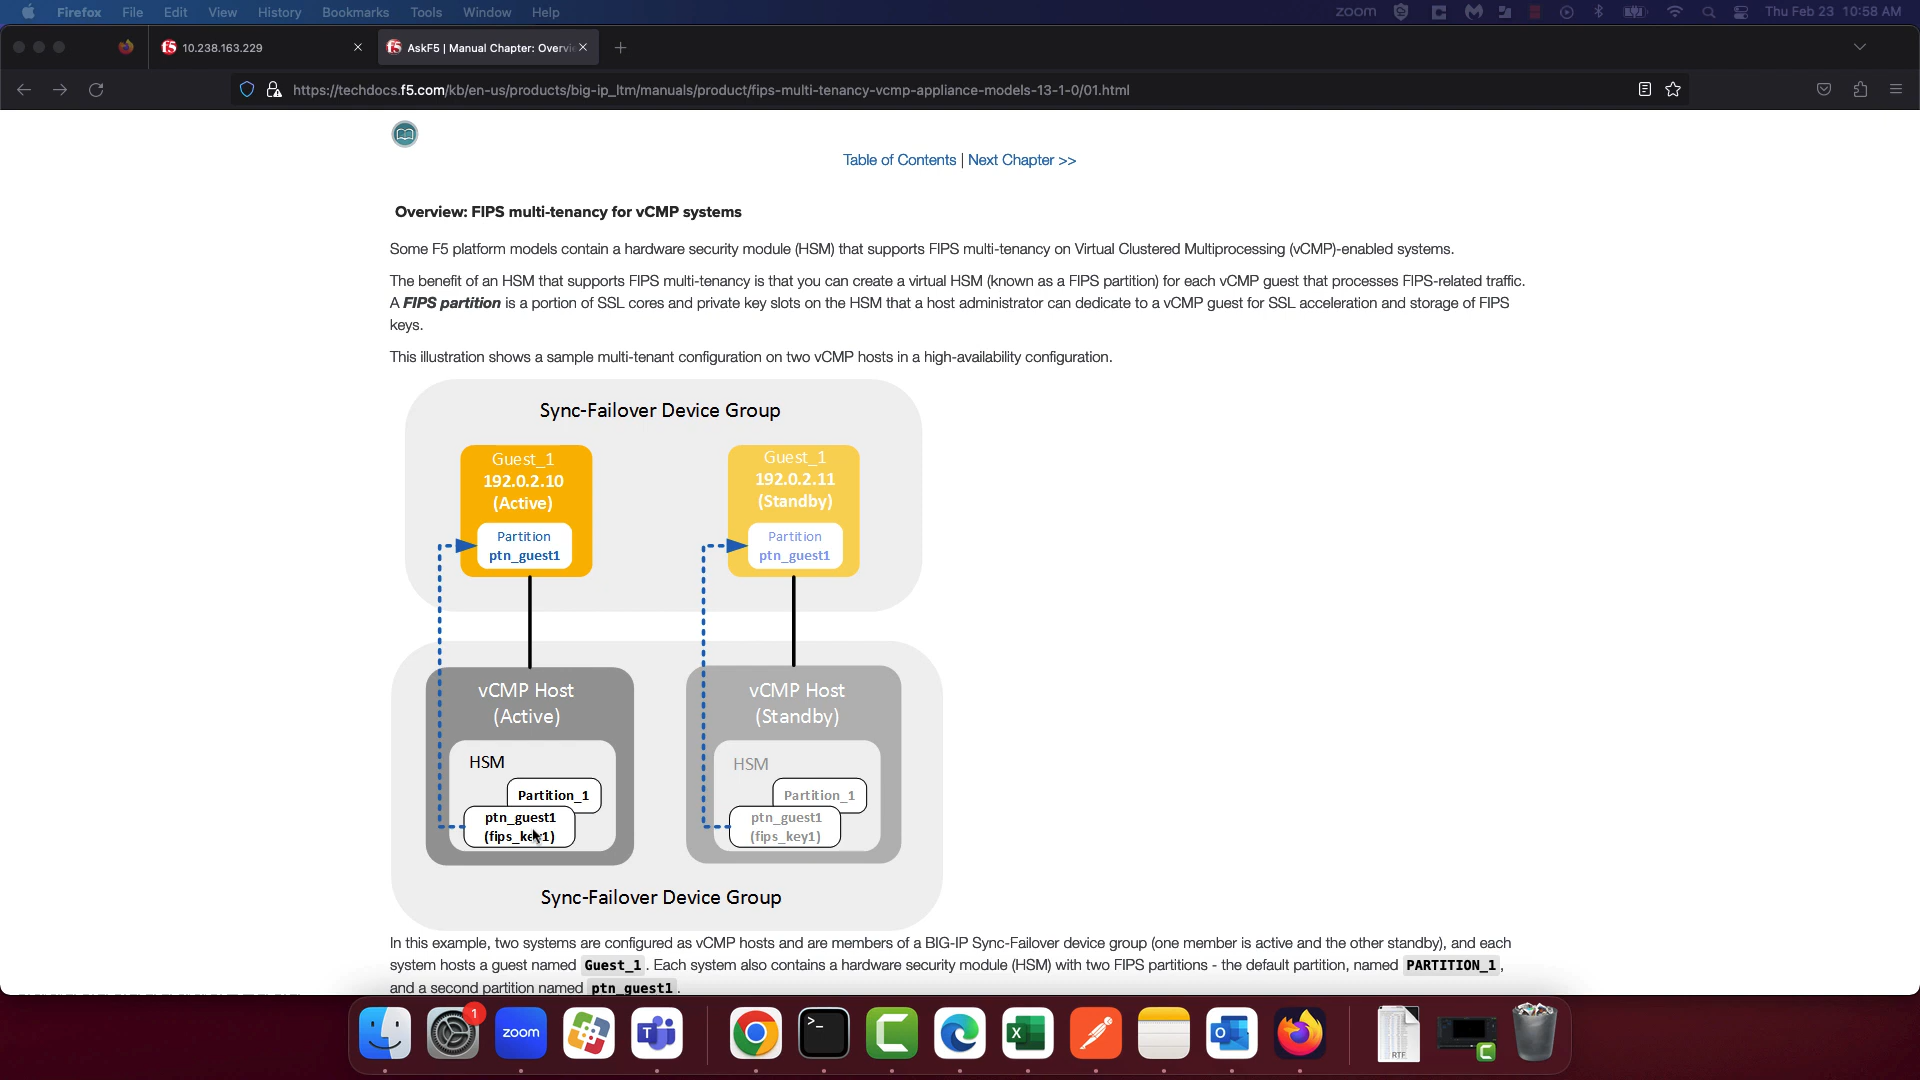 Firefox File Edit View History Bookmarks Tools Window Help zoom Thu Feb 23 10:58 AM
10.238.163.229
AskF5 | Manual Chapter: Overvi
https://techdocs.f5.com/kb/en-us/products/big-ip_ltm/manuals/product/fips-multi-tenancy-vcmp-appliance-models-13-1-0/01.html
Table of Contents | Next Chapter >>
Overview: FIPS multi-tenancy for vCMP systems
Some F5 platform models contain a hardware security module (HSM) that supports FIPS multi-tenancy on Virtual Clustered Multiprocessing (vCMP)-enabled systems.
The benefit of an HSM that supports FIPS multi-tenancy is that you can create a virtual HSM (known as a FIPS partition) for each vCMP guest that processes FIPS-related traffic.
A FIPS partition is a portion of SSL cores and private key slots on the HSM that a host administrator can dedicate to a vCMP guest for SSL acceleration and storage of FIPS
keys.
This illustration shows a sample multi-tenant configuration on two vCMP hosts in a high-availability configuration.
Sync-Failover Device Group
Guest_1
192.0.2.10
(Active)
Partition
ptn_guest1
Guest_1
192.0.2.11
(Standby)
Partition
ptn_guest1
vCMP Host
(Active)
HSM
Partition_1
ptn_guest1
(fips_key1)
vCMP Host
(Standby)
HSM
Partition_1
ptn_guest1
(fips_key1)
Sync-Failover Device Group
In this example, two systems are configured as vCMP hosts and are members of a BIG-IP Sync-Failover device group (one member is active and the other standby), and each
system hosts a guest named Guest_1 . Each system also contains a hardware security module (HSM) with two FIPS partitions - the default partition, named PARTITION_1 ,
and a second partition named ptn_guest1 .
1
zoom
RTF